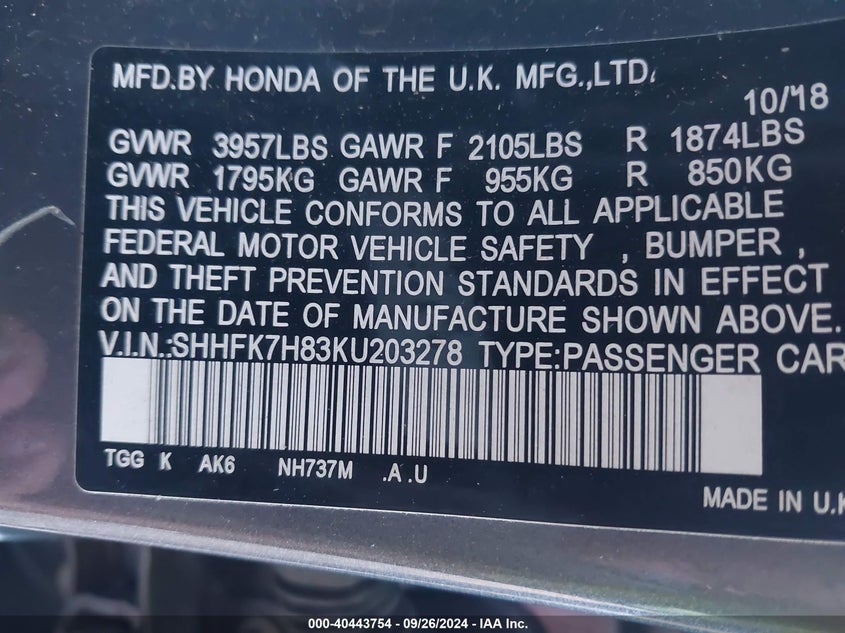 MFD.BY HONDA OF THE U.K. MFG.,LTD.
10/18
GVWR 3957LBS GAWR F 2105LBS R 1874LBS
GVWR 1795KG GAWR F 955KG R 850KG
THIS VEHICLE CONFORMS TO ALL APPLICABLE
FEDERAL MOTOR VEHICLE SAFETY , BUMPER ,
AND THEFT PREVENTION STANDARDS IN EFFECT
ON THE DATE OF MANUFACTURE SHOWN ABOVE.
V.I.N.:SHHFK7H83KU203278 TYPE:PASSENGER CAR
TGG K AK6 NH737M .A .U
MADE IN U.K
000-40443754 - 09/26/2024 - IAA Inc.